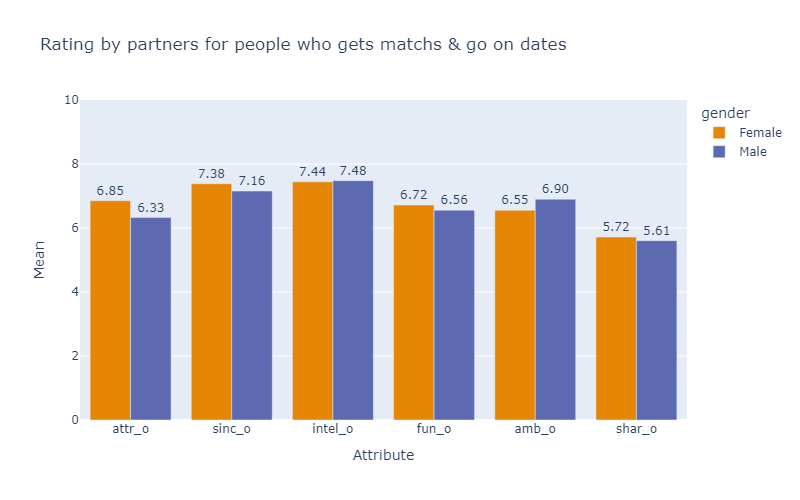 Rating by partners for people who gets matchs & go on dates
10
8
6
4
2
0
Mean
6.85
6.33
7.38
7.16
7.44
7.48
6.72
6.56
6.55
6.90
5.72
5.61
attr_o
sinc_o
intel_o
fun_o
amb_o
shar_o
Attribute
gender
Female
Male